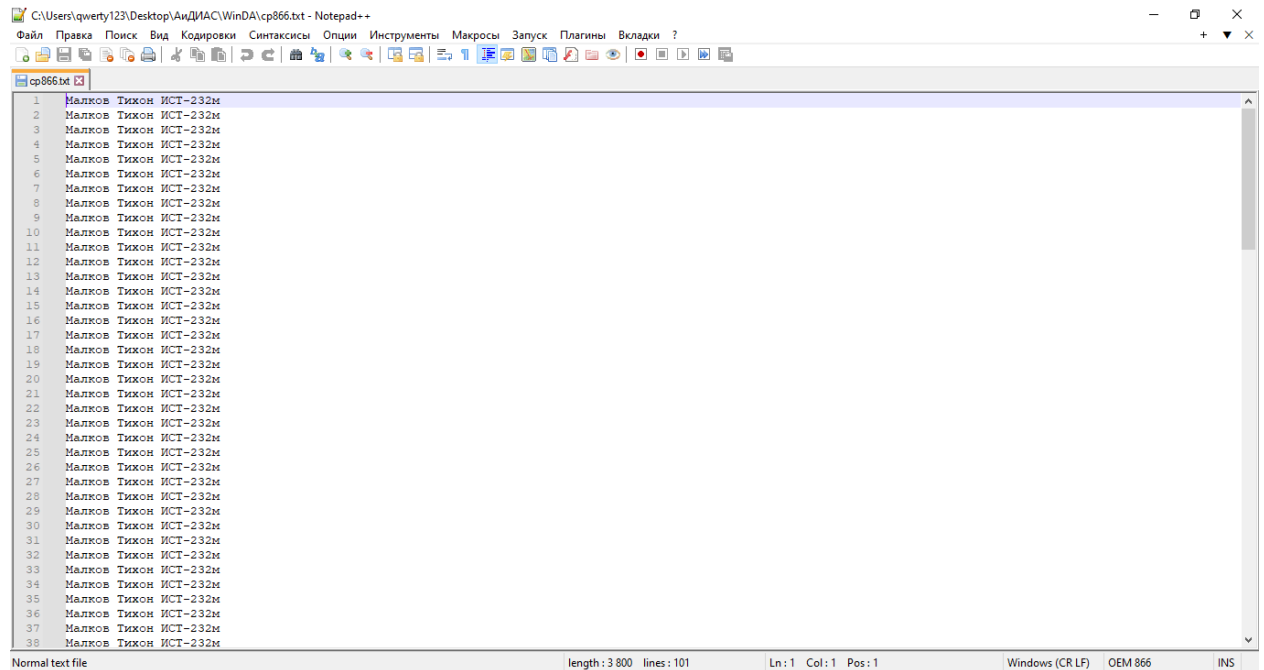 C:\Users\qwerty123\Desktop\АиДИАС\WinDA\cp866.txt - Notepad++
Файл Правка Поиск Вид Кодировки Синтаксисы Опции Инструменты Макросы Запуск Плагины Вкладки ?
cp866.txt
1 Малков Тихон ИСТ-232м
2 Малков Тихон ИСТ-232м
3 Малков Тихон ИСТ-232м
4 Малков Тихон ИСТ-232м
5 Малков Тихон ИСТ-232м
6 Малков Тихон ИСТ-232м
7 Малков Тихон ИСТ-232м
8 Малков Тихон ИСТ-232м
9 Малков Тихон ИСТ-232м
10 Малков Тихон ИСТ-232м
11 Малков Тихон ИСТ-232м
12 Малков Тихон ИСТ-232м
13 Малков Тихон ИСТ-232м
14 Малков Тихон ИСТ-232м
15 Малков Тихон ИСТ-232м
16 Малков Тихон ИСТ-232м
17 Малков Тихон ИСТ-232м
18 Малков Тихон ИСТ-232м
19 Малков Тихон ИСТ-232м
20 Малков Тихон ИСТ-232м
21 Малков Тихон ИСТ-232м
22 Малков Тихон ИСТ-232м
23 Малков Тихон ИСТ-232м
24 Малков Тихон ИСТ-232м
25 Малков Тихон ИСТ-232м
26 Малков Тихон ИСТ-232м
27 Малков Тихон ИСТ-232м
28 Малков Тихон ИСТ-232м
29 Малков Тихон ИСТ-232м
30 Малков Тихон ИСТ-232м
31 Малков Тихон ИСТ-232м
32 Малков Тихон ИСТ-232м
33 Малков Тихон ИСТ-232м
34 Малков Тихон ИСТ-232м
35 Малков Тихон ИСТ-232м
36 Малков Тихон ИСТ-232м
37 Малков Тихон ИСТ-232м
38 Малков Тихон ИСТ-232м
Normal text file length : 3 800 lines : 101 Ln : 1 Col : 1 Pos : 1 Windows (CR LF) OEM 866 INS